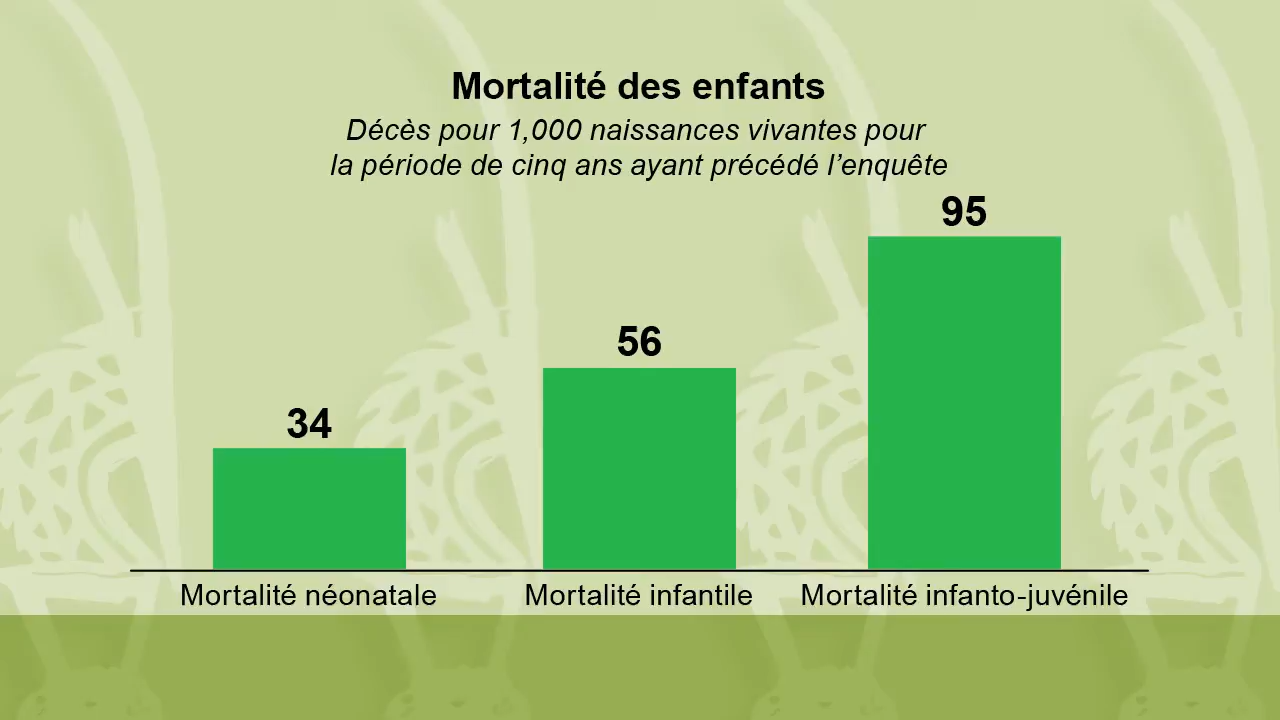 Mortalité des enfants
Décès pour 1,000 naissances vivantes pour
la période de cinq ans ayant précédé l’enquête
95
56
34
Mortalité néonatale
Mortalité infantile
Mortalité infanto-juvénile